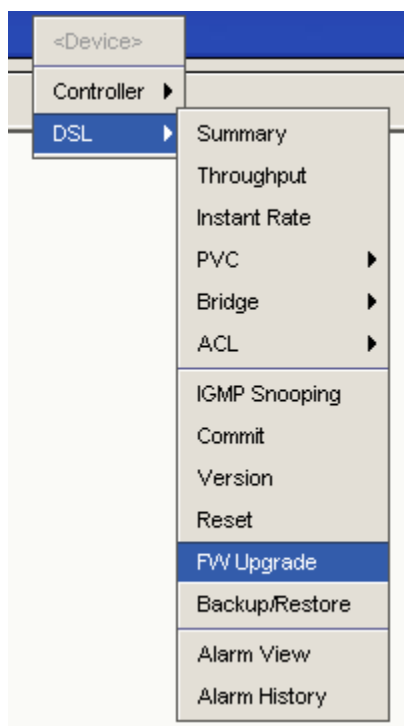 <Device>
Controller
DSL
Summary
Throughput
Instant Rate
PVC
Bridge
ACL
IGMP Snooping
Commit
Version
Reset
FW Upgrade
Backup/Restore
Alarm View
Alarm History